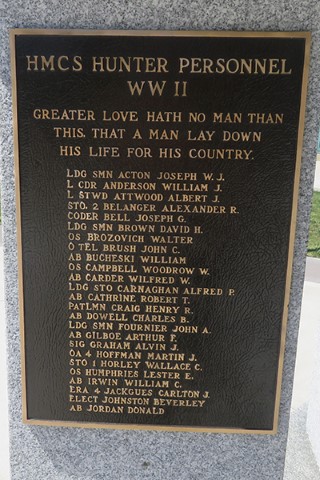 HMCS HUNTER PERSONNEL
WW II
GREATER LOVE HATH NO MAN THAN
THIS, THAT A MAN LAY DOWN
HIS LIFE FOR HIS COUNTRY.
LDG SMN ACTON JOSEPH W. J.
L CDR ANDERSON WILLIAM J.
L STWD ATTWOOD ALBERT J.
STO. 2 BELANGER ALEXANDER R.
CODER BELL JOSEPH G.
LDG SMN BROWN DAVID H.
OS BROZOVICH WALTER
O TEL BRUSH JOHN C.
AB BUCHESKI WILLIAM
OS CAMPBELL WOODROW W.
AB CARDER WILFRED W.
LDG STO CARNAGHAN ALFRED P.
AB CATHRINE ROBERT T.
PATLMN CRAIG HENRY R.
AB DOWELL CHARLES B.
LDG SMN FOURNIER JOHN A.
AB GILBOE ARTHUR F.
SIG GRAHAM ALVIN J.
OA 4 HOFFMAN MARTIN J.
STO 1 HORLEY WALLACE C.
OS HUMPHRIES LESTER E.
AB IRWIN WILLIAM C.
ERA 4 JACKGUES CARLTON J.
ELECT JOHNSTON BEVERLEY
AB JORDAN DONALD